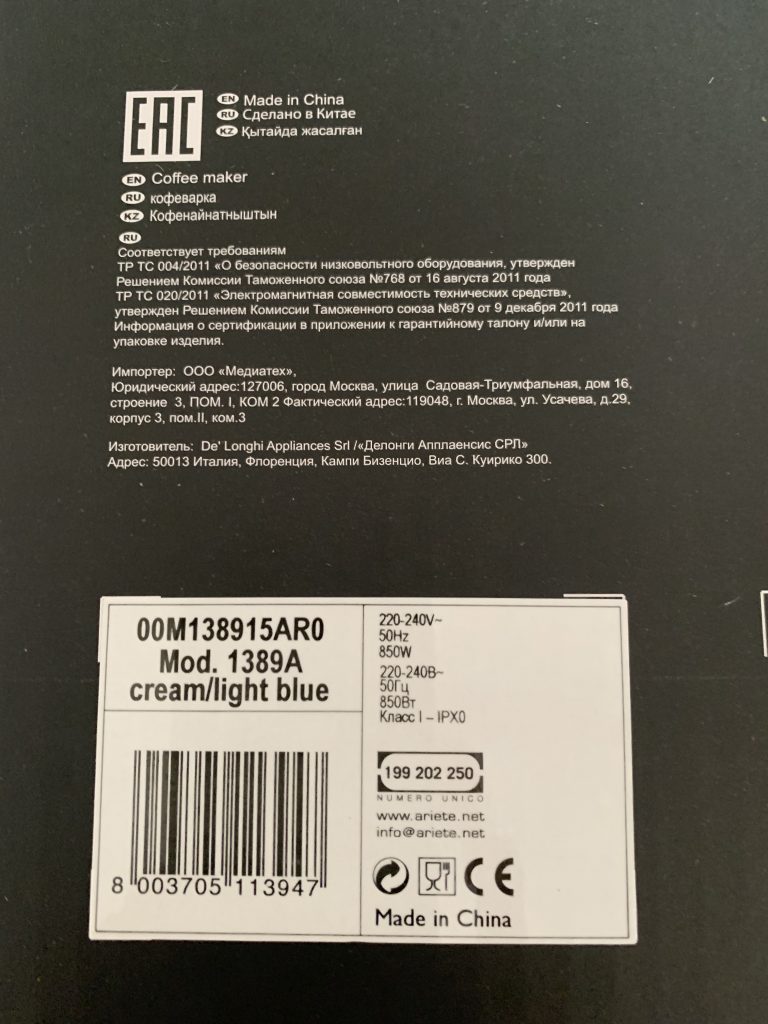 EAC
EN Made in China
RU Сделано в Китае
KZ Қытайда жасалған
EN Coffee maker
RU кофеварка
KZ Кофенайнатныштын
RU
Соответствует требованиям
ТР ТС 004/2011 «О безопасности низковольтного оборудования, утвержден
Решением Комиссии Таможенного союза №768 от 16 августа 2011 года
ТР ТС 020/2011 «Электромагнитная совместимость технических средств»,
утвержден Решением Комиссии Таможенного союза №879 от 9 декабря 2011 года
Информация о сертификации в приложении к гарантийному талону и/или на
упаковке изделия.
Импортер: ООО «Медиатех»,
Юридический адрес:127006, город Москва, улица Садовая-Триумфальная, дом 16,
строение 3, ПОМ. I, КОМ 2 Фактический адрес:119048, г. Москва, ул. Усачева, д.29,
корпус 3, пом.II, ком.3
Изготовитель: De' Longhi Appliances Srl /«Делонги Апплаенсис СРЛ»
Адрес: 50013 Италия, Флоренция, Кампи Бизенцио, Виа С. Куирико 300.
00M138915AR0
Mod. 1389A
cream/light blue
8 003705 113947
220-240V~
50Hz
850W
220-240В~
50Гц
850Вт
Класс I – IPX0
199 202 250
NUMERO UNICO
www.ariete.net
info@ariete.net
CE
Made in China